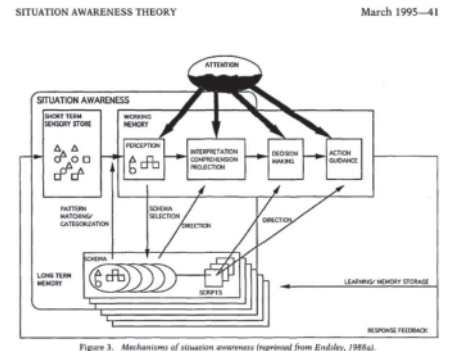 SITUATION AWARENESS THEORY
March 1995—41
ATTENTION
SITUATION AWARENESS
SHORT TERM
SENSORY STORE
WORKING
MEMORY
PERCEPTION
INTERPRETATION
COMPREHENSION
PROJECTION
DECISION
MAKING
ACTION
GUIDANCE
PATTERN
MATCHING/
CATEGORIZATION
SCHEMA
SELECTION
DIRECTION
DIRECTION
SCHEMA
LONG TERM
MEMORY
SCRIPTS
LEARNING/ MEMORY STORAGE
RESPONSE FEEDBACK
Figure 3. Mechanisms of situation awareness (reprinted from Endsley, 1988a).